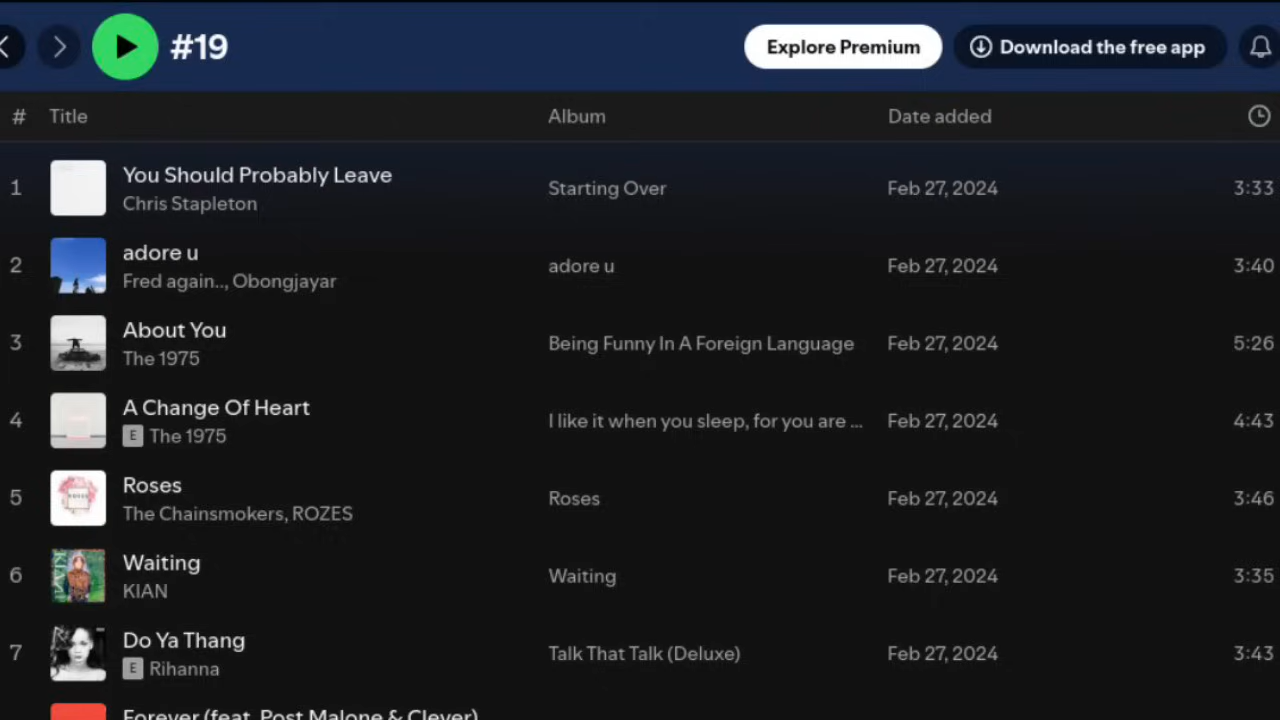 #19 Explore Premium Download the free app
# Title Album Date added
1 You Should Probably Leave Starting Over Feb 27, 2024 3:33
Chris Stapleton
2 adore u adore u Feb 27, 2024 3:40
Fred again.., Obongjayar
3 About You Being Funny In A Foreign Language Feb 27, 2024 5:26
The 1975
4 A Change Of Heart I like it when you sleep, for you are ... Feb 27, 2024 4:43
E The 1975
5 Roses Roses Feb 27, 2024 3:46
The Chainsmokers, ROZES
6 Waiting Waiting Feb 27, 2024 3:35
KIAN
7 Do Ya Thang Talk That Talk (Deluxe) Feb 27, 2024 3:43
E Rihanna
Forever (feat. Post Malone & Clever)